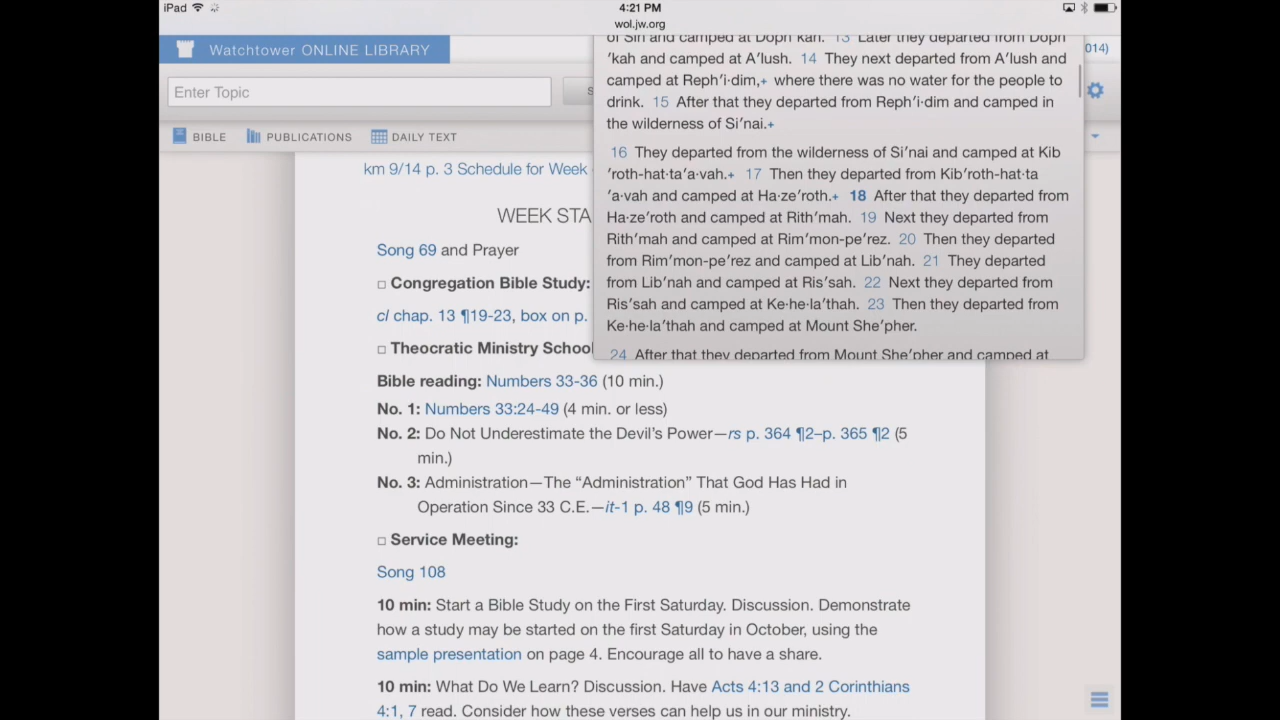 iPad
4:21 PM
wol.jw.org
Watchtower ONLINE LIBRARY
014)
Enter Topic
S
BIBLE
PUBLICATIONS
DAILY TEXT
of Sin and camped at Doph′kah. 13 Later they departed from Doph
′kah and camped at A′lush. 14 They next departed from A′lush and
camped at Reph′i·dim,+ where there was no water for the people to
drink. 15 After that they departed from Reph′i·dim and camped in
the wilderness of Si′nai.+
16 They departed from the wilderness of Si′nai and camped at Kib
′roth-hat·ta′a·vah.+ 17 Then they departed from Kib′roth-hat·ta
′a·vah and camped at Ha·ze′roth.+ 18 After that they departed from
Ha·ze′roth and camped at Rith′mah. 19 Next they departed from
Rith′mah and camped at Rim′mon-pe′rez. 20 Then they departed
from Rim′mon-pe′rez and camped at Lib′nah. 21 They departed
from Lib′nah and camped at Ris′sah. 22 Next they departed from
Ris′sah and camped at Ke·he·la′thah. 23 Then they departed from
Ke·he·la′thah and camped at Mount She′pher.
24 After that they departed from Mount She′pher and camped at
km 9/14 p. 3 Schedule for Week
WEEK STA
Song 69 and Prayer
□ Congregation Bible Study:
cl chap. 13 ¶19-23, box on p.
□ Theocratic Ministry School
Bible reading: Numbers 33-36 (10 min.)
No. 1: Numbers 33:24-49 (4 min. or less)
No. 2: Do Not Underestimate the Devil’s Power—rs p. 364 ¶2–p. 365 ¶2 (5
min.)
No. 3: Administration—The “Administration” That God Has Had in
Operation Since 33 C.E.—it-1 p. 48 ¶9 (5 min.)
□ Service Meeting:
Song 108
10 min: Start a Bible Study on the First Saturday. Discussion. Demonstrate
how a study may be started on the first Saturday in October, using the
sample presentation on page 4. Encourage all to have a share.
10 min: What Do We Learn? Discussion. Have Acts 4:13 and 2 Corinthians
4:1, 7 read. Consider how these verses can help us in our ministry.